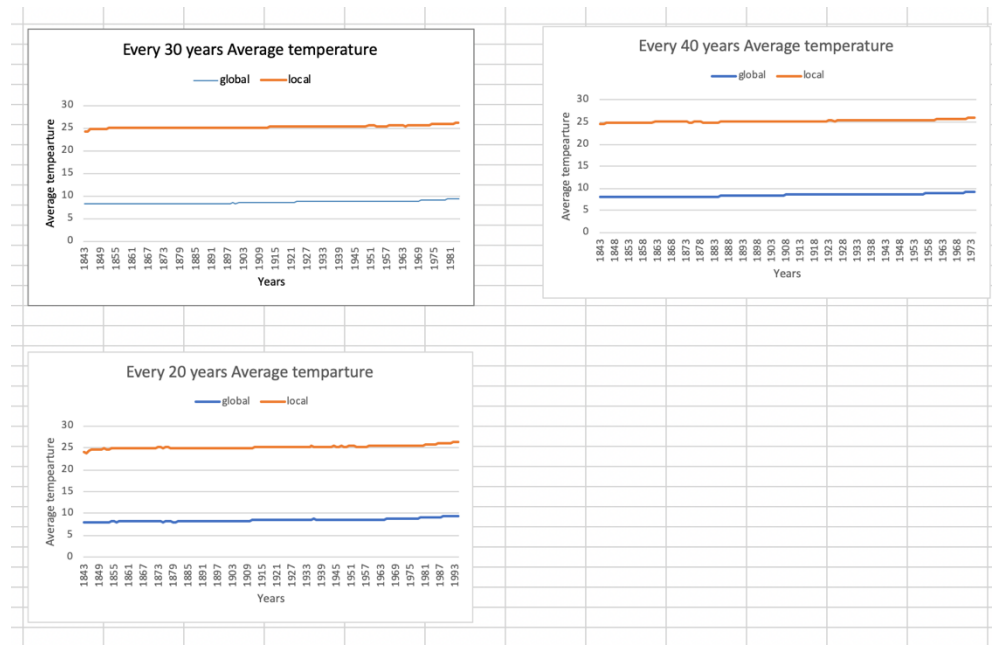 Every 30 years Average temperature
global local
30
25
20
15
10
5
0
Average tempearture
1843 1849 1855 1861 1867 1873 1879 1885 1891 1897 1903 1909 1915 1921 1927 1933 1939 1945 1951 1957 1963 1969 1975 1981
Years
Every 40 years Average temperature
global local
30
25
20
15
10
5
0
Average tempearture
1843 1848 1853 1858 1863 1868 1873 1878 1883 1888 1893 1898 1903 1908 1913 1918 1923 1928 1933 1938 1943 1948 1953 1958 1963 1968 1973
Years
Every 20 years Average temparture
global local
30
25
20
15
10
5
0
Average tempearture
1843 1849 1855 1861 1867 1873 1879 1885 1891 1897 1903 1909 1915 1921 1927 1933 1939 1945 1951 1957 1963 1969 1975 1981 1987 1993
Years